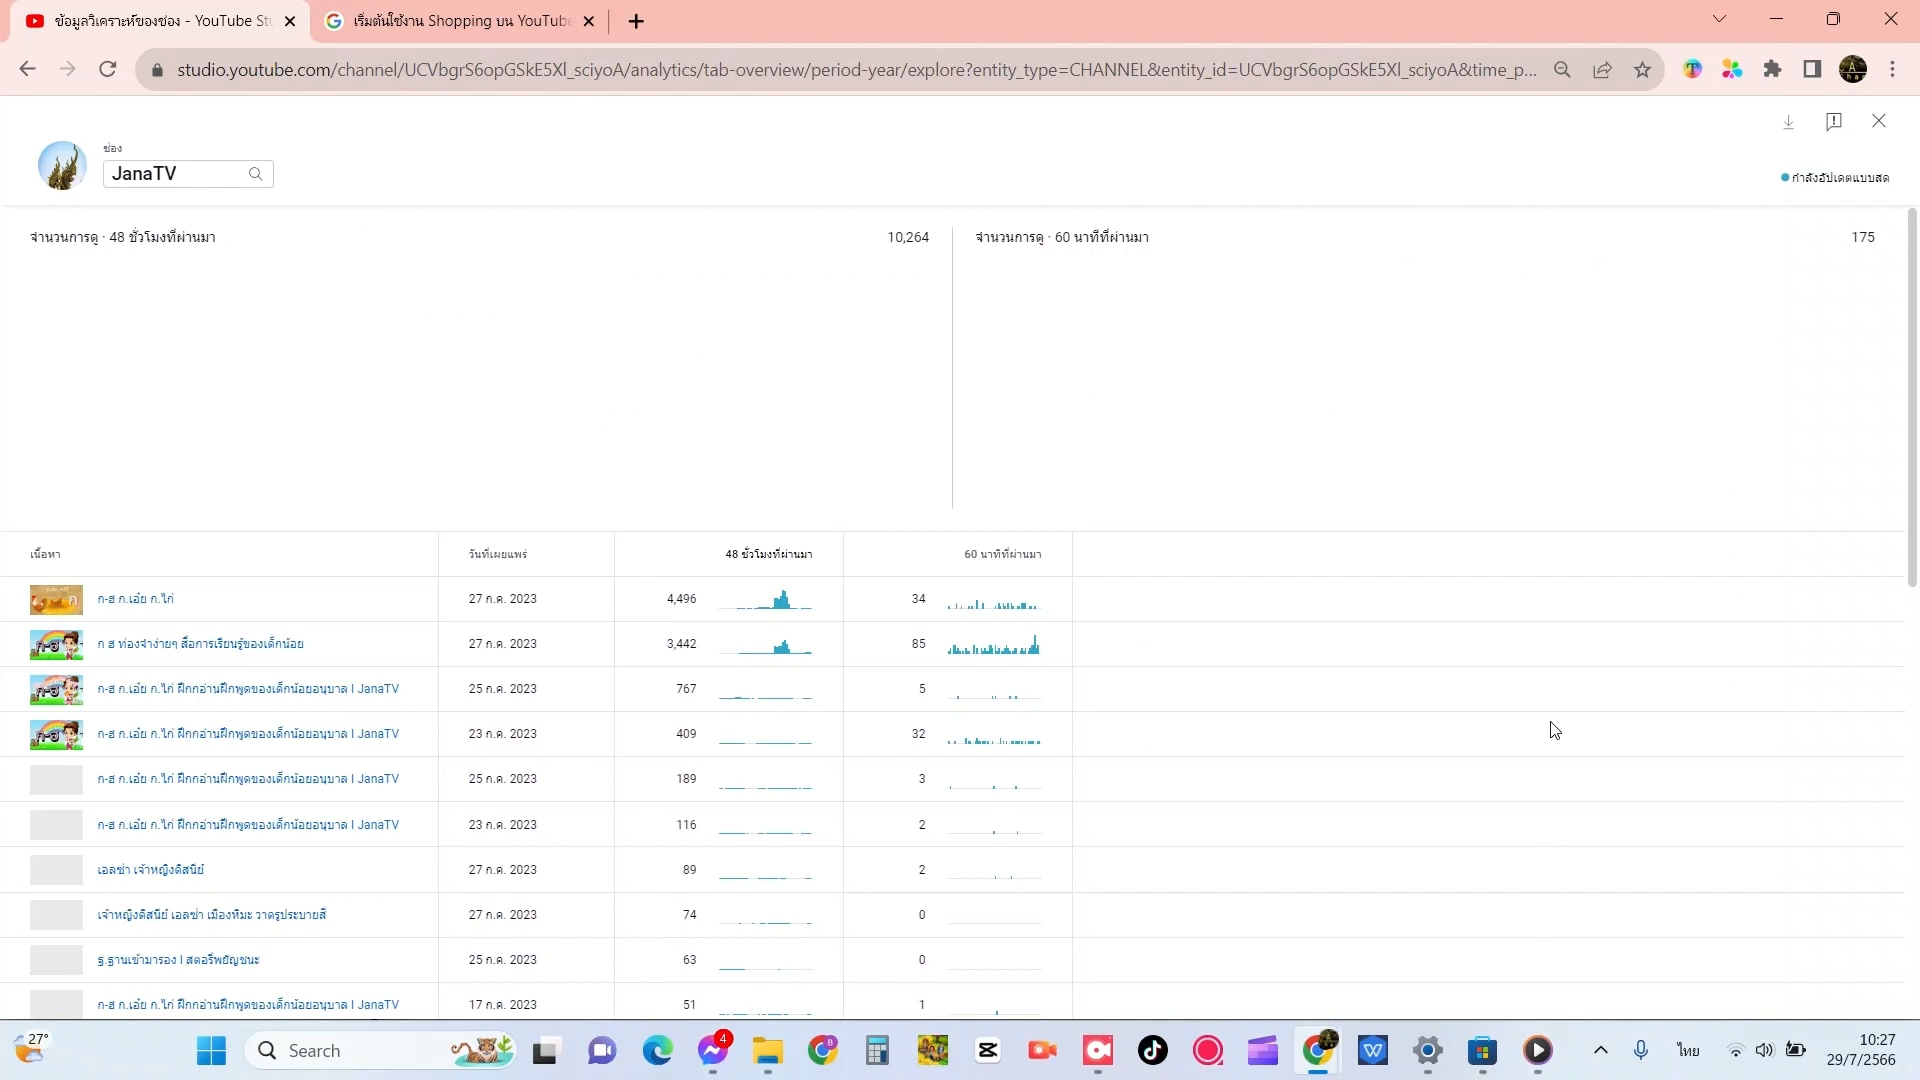 ข้อมูลวิเคราะห์ของช่อง - YouTube Stu
เริ่มต้นใช้งาน Shopping บน YouTube
studio.youtube.com/channel/UCVbgrS6opGSkE5Xl_sciyoA/analytics/tab-overview/period-year/explore?entity_type=CHANNEL&entity_id=UCVbgrS6opGSkE5Xl_sciyoA&time_p...
ช่อง
JanaTV
กำลังอัปเดตแบบสด
จำนวนการดู · 48 ชั่วโมงที่ผ่านมา 10,264
จำนวนการดู · 60 นาทีที่ผ่านมา 175
เนื้อหา วันที่เผยแพร่ 48 ชั่วโมงที่ผ่านมา 60 นาทีที่ผ่านมา
ก-ฮ ก.เอ๋ย ก.ไก่ 27 ก.ค. 2023 4,496 34
ก ฮ ท่องจำง่ายๆ สื่อการเรียนรู้ของเด็กน้อย 27 ก.ค. 2023 3,442 85
ก-ฮ ก.เอ๋ย ก.ไก่ ฝึกกอ่านฝึกพูดของเด็กน้อยอนุบาล I JanaTV 25 ก.ค. 2023 767 5
ก-ฮ ก.เอ๋ย ก.ไก่ ฝึกกอ่านฝึกพูดของเด็กน้อยอนุบาล I JanaTV 23 ก.ค. 2023 409 32
ก-ฮ ก.เอ๋ย ก.ไก่ ฝึกกอ่านฝึกพูดของเด็กน้อยอนุบาล I JanaTV 25 ก.ค. 2023 189 3
ก-ฮ ก.เอ๋ย ก.ไก่ ฝึกกอ่านฝึกพูดของเด็กน้อยอนุบาล I JanaTV 23 ก.ค. 2023 116 2
เอลซ่า เจ้าหญิงดิสนีย์ 27 ก.ค. 2023 89 2
เจ้าหญิงดิสนีย์ เอลซ่า เมืองหิมะ วาดรูประบายสี 27 ก.ค. 2023 74 0
ฐ.ฐานเข้ามารอง I สตอรี่พยัญชนะ 25 ก.ค. 2023 63 0
ก-ฮ ก.เอ๋ย ก.ไก่ ฝึกกอ่านฝึกพูดของเด็กน้อยอนุบาล I JanaTV 17 ก.ค. 2023 51 1
27°
Search
4
ไทย
10:27
29/7/2566